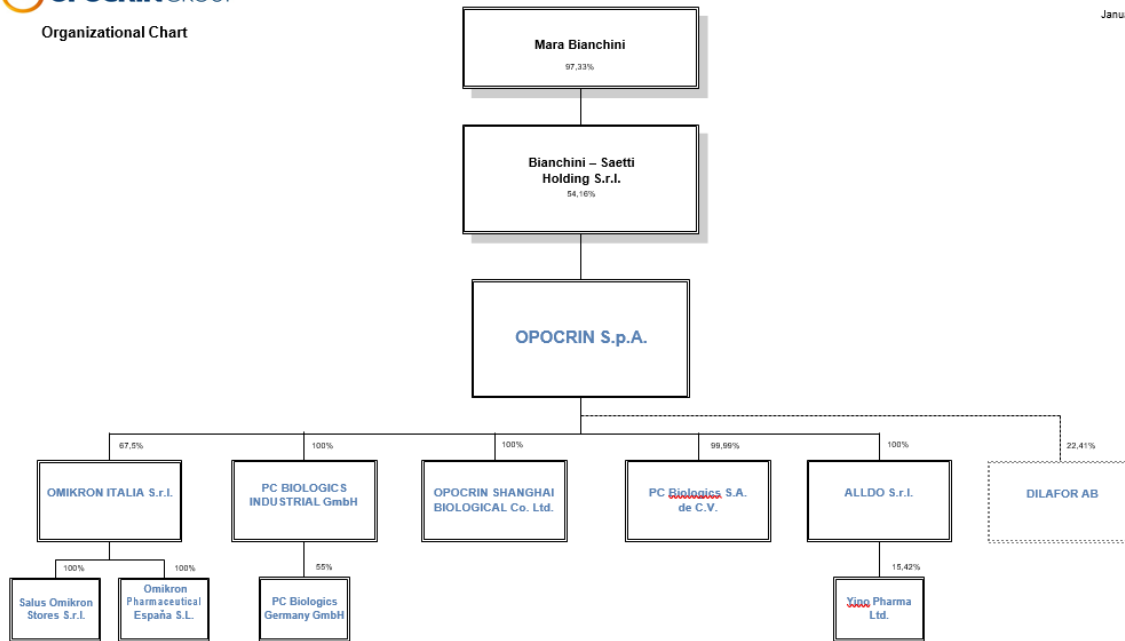 Organizational Chart
Mara Bianchini
97,33%
Bianchini – Saetti
Holding S.r.l.
54,16%
OPOCRIN S.p.A.
67,5%
100%
100%
99,99%
100%
22,41%
OMIKRON ITALIA S.r.l.
PC BIOLOGICS
INDUSTRIAL GmbH
OPOCRIN SHANGHAI
BIOLOGICAL Co. Ltd.
PC Biologics S.A.
de C.V.
ALLDO S.r.l.
DILAFOR AB
100%
100%
55%
15,42%
Salus Omikron
Stores S.r.l.
Omikron
Pharmaceutical
España S.L.
PC Biologics
Germany GmbH
Yino Pharma
Ltd.